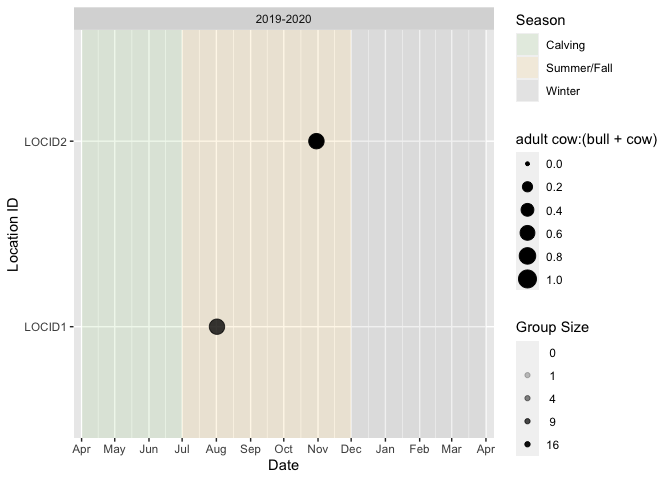 2019-2020
LOCID2
LOCID1
Location ID
Apr May Jun Jul Aug Sep Oct Nov Dec Jan Feb Mar Apr
Date
Season
Calving
Summer/Fall
Winter
adult cow:(bull + cow)
0.0
0.2
0.4
0.6
0.8
1.0
Group Size
0
1
4
9
16